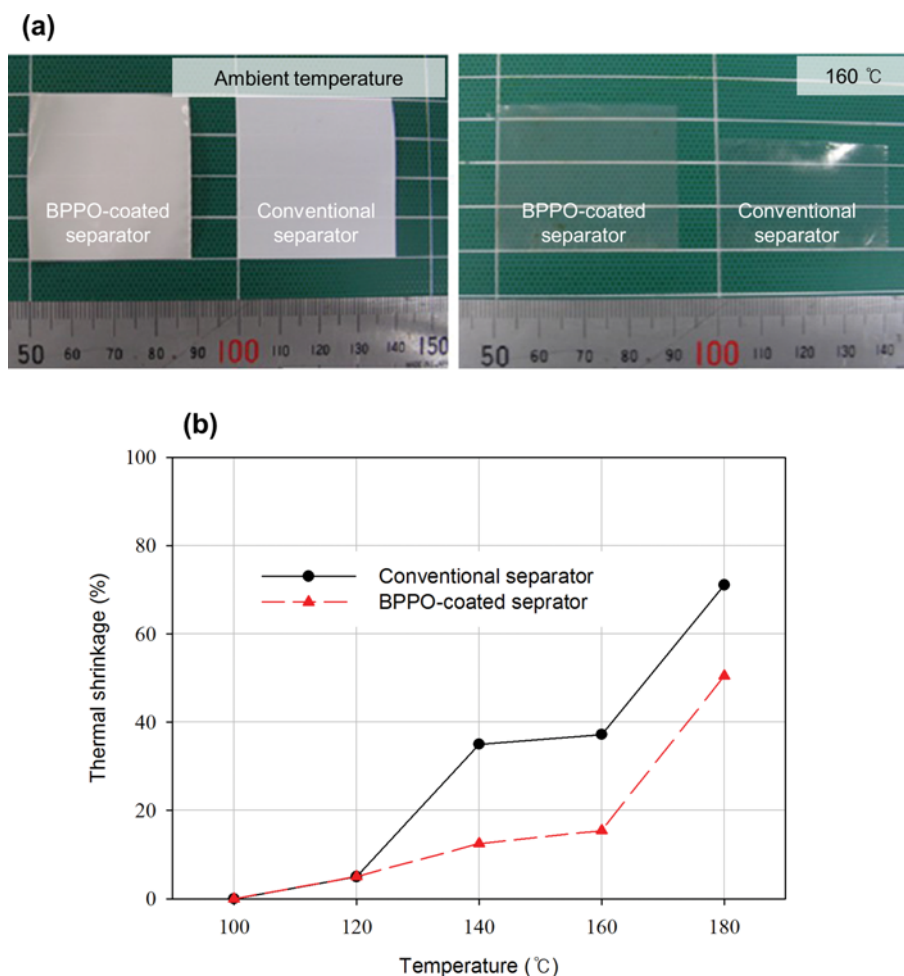 (a)
Ambient temperature
BPPO-coated
separator
Conventional
separator
50 60 70 80 90 100 110 120 130 140 150
160 ℃
BPPO-coated
separator
Conventional
separator
50 60 70 80 90 100 110 120 130 140
(b)
Thermal shrinkage (%)
100
80
60
40
20
0
Conventional separator
BPPO-coated seprator
100 120 140 160 180
Temperature (℃)